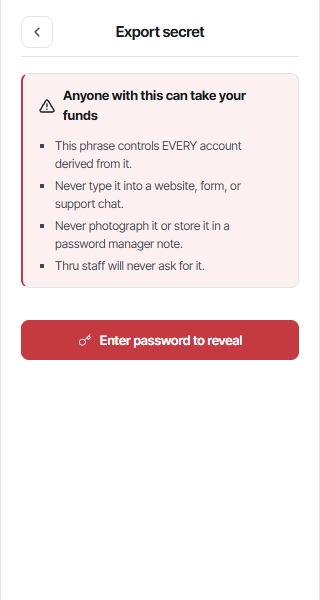 Export secret
Anyone with this can take your
funds
This phrase controls EVERY account
derived from it.
Never type it into a website, form, or
support chat.
Never photograph it or store it in a
password manager note.
Thru staff will never ask for it.
Enter password to reveal